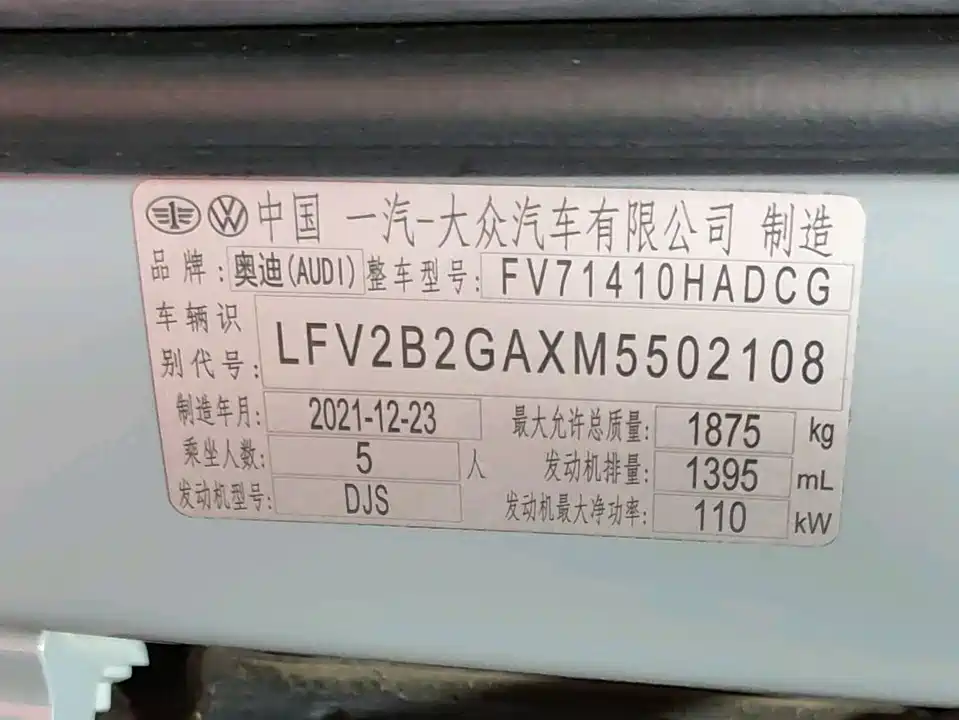 中国 一汽-大众汽车有限公司 制造
品牌: 奥迪(AUDI) 整车型号: FV71410HADCG
车辆识
别代号: LFV2B2GAXM5502108
制造年月: 2021-12-23 最大允许总质量: 1875 kg
乘坐人数: 5 人 发动机排量: 1395 mL
发动机型号: DJS 发动机最大净功率: 110 kW